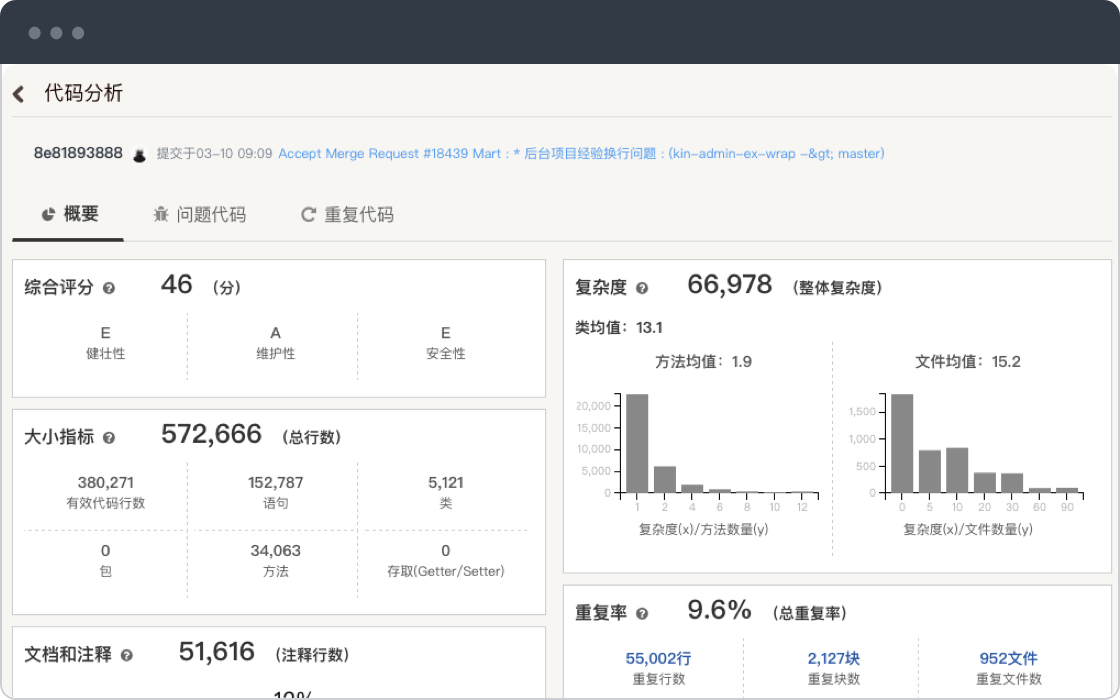 代码分析
8e81893888 提交于03-10 09:09 Accept Merge Request #18439 Mart : * 后台项目经验换行问题 : (kin-admin-ex-wrap -&gt; master)
概要 问题代码 重复代码
综合评分 46 (分)
E A E
健壮性 维护性 安全性
大小指标 572,666 (总行数)
380,271 152,787 5,121
有效代码行数 语句 类
0 34,063 0
包 方法 存取(Getter/Setter)
文档和注释 51,616 (注释行数)
复杂度 66,978 (整体复杂度)
类均值：13.1
方法均值：1.9
20,000
15,000
10,000
5,000
0
1 2 4 6 8 10 12
复杂度(x)/方法数量(y)
文件均值：15.2
1,500
1,000
500
0
0 5 10 20 30 60 90
复杂度(x)/文件数量(y)
重复率 9.6% (总重复率)
55,002行 2,127块 952文件
重复行数 重复块数 重复文件数